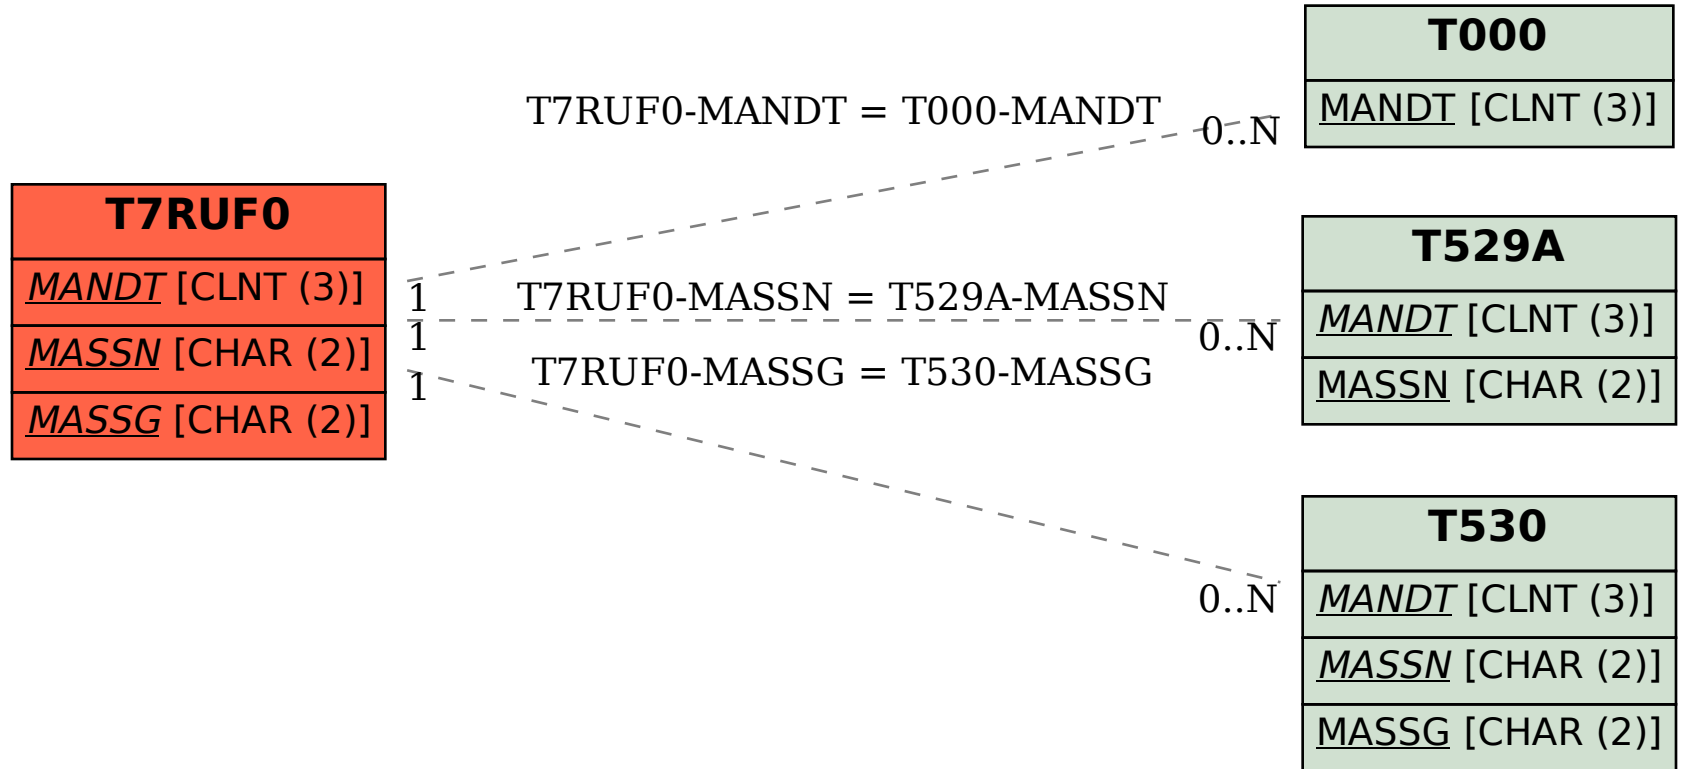 T7RUF0
MANDT [CLNT (3)]
MASSN [CHAR (2)]
MASSG [CHAR (2)]
T7RUF0-MANDT = T000-MANDT
1
0..N
T7RUF0-MASSN = T529A-MASSN
1
0..N
T7RUF0-MASSG = T530-MASSG
1
0..N
T000
MANDT [CLNT (3)]
T529A
MANDT [CLNT (3)]
MASSN [CHAR (2)]
T530
MANDT [CLNT (3)]
MASSN [CHAR (2)]
MASSG [CHAR (2)]